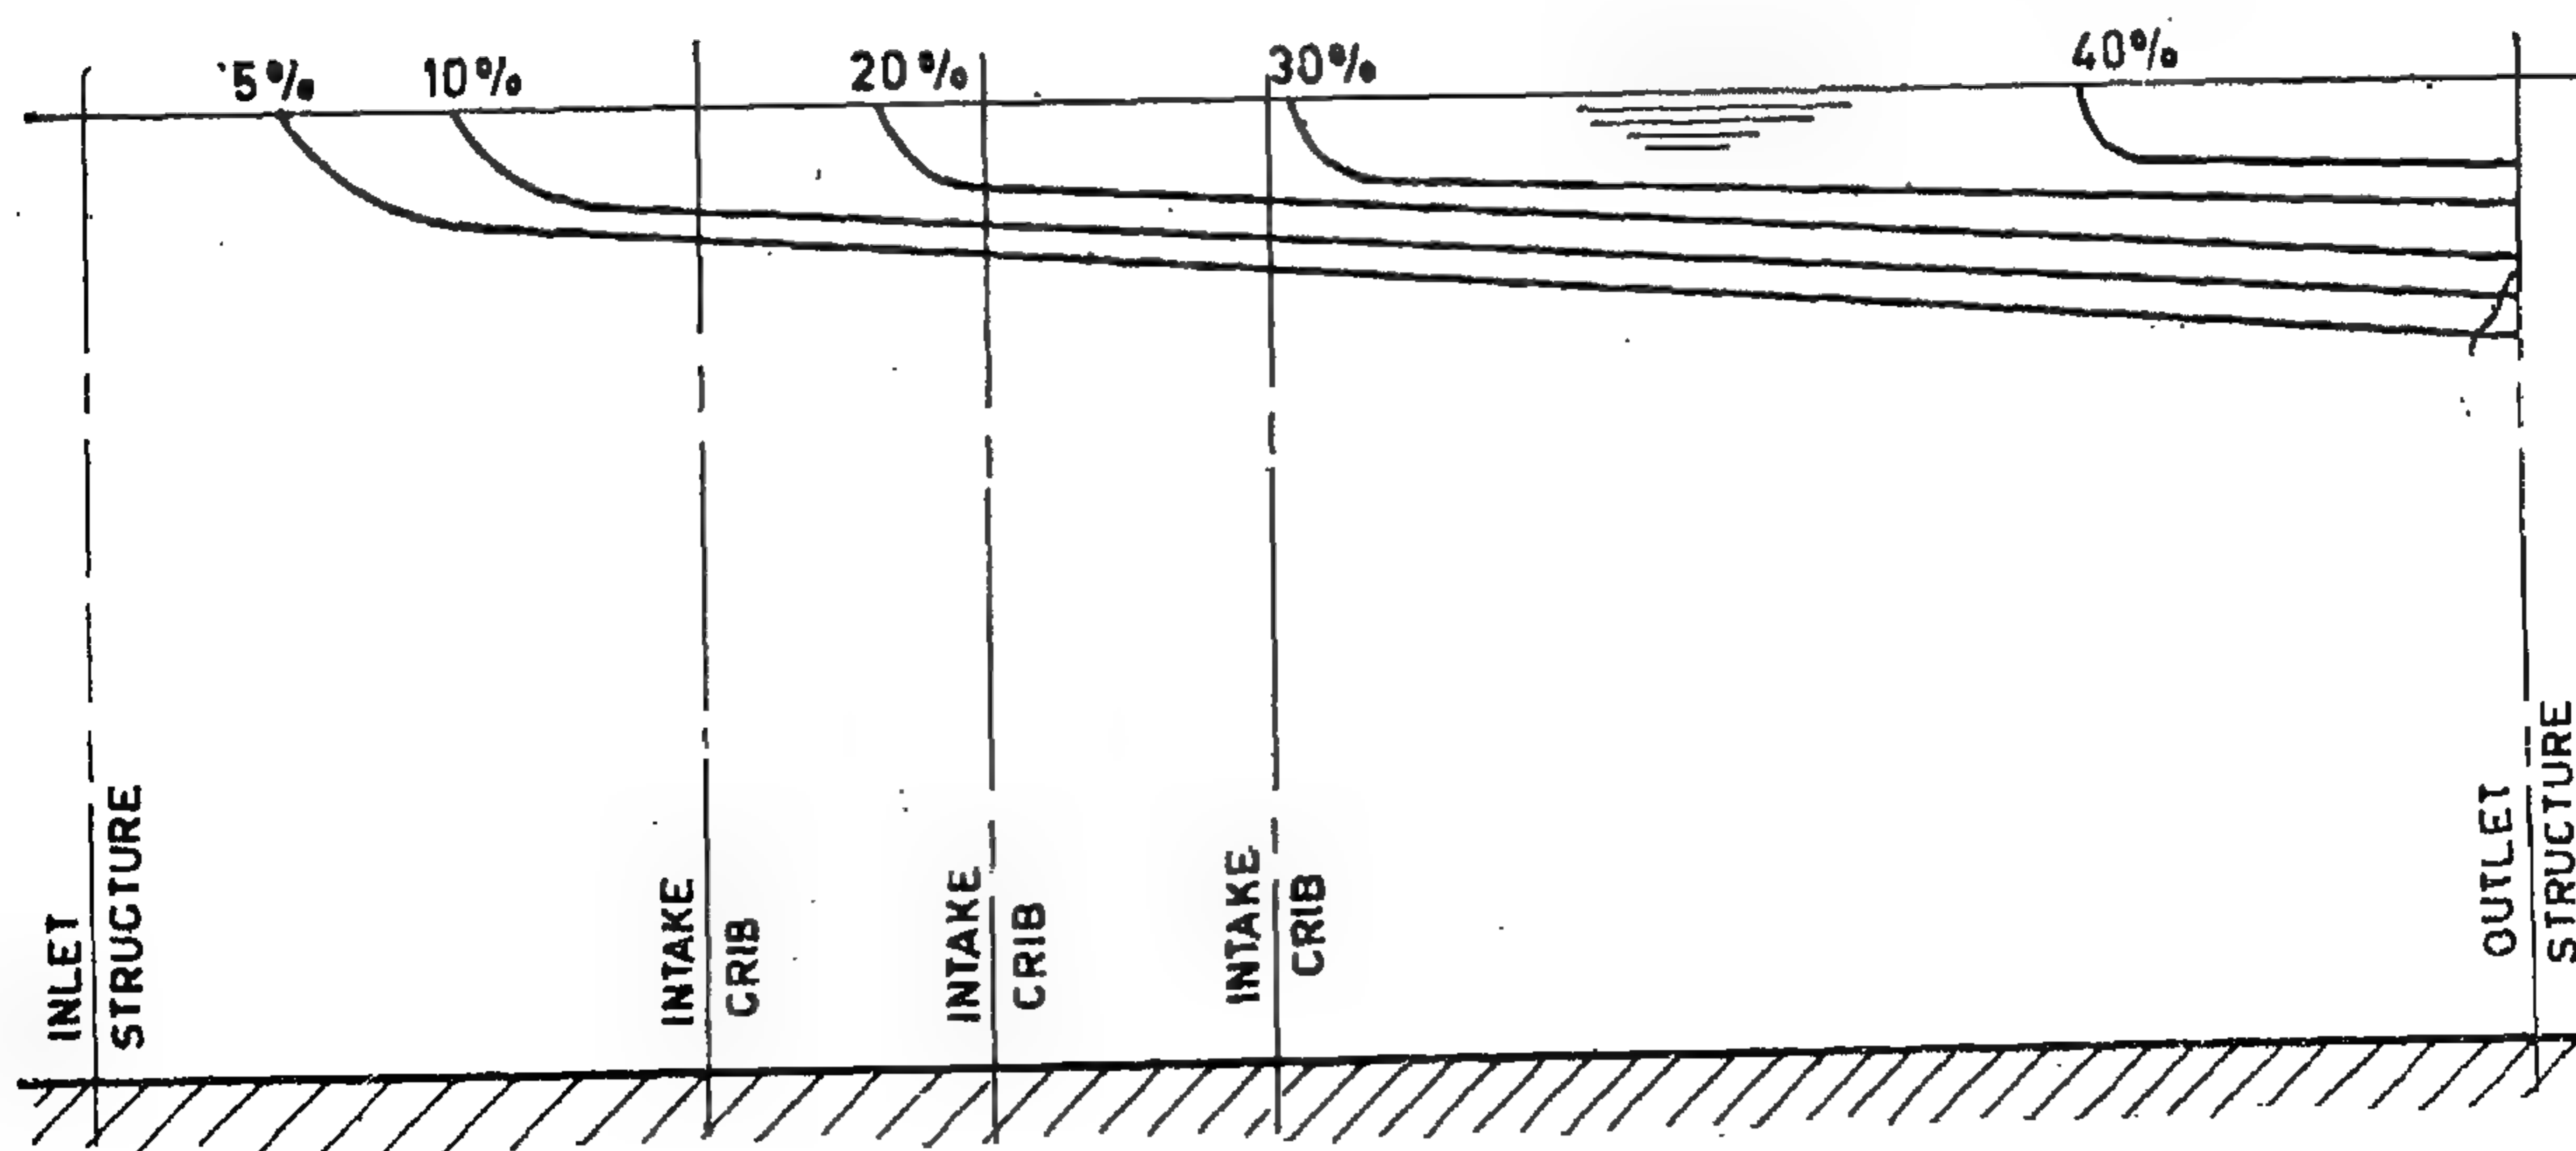 5%
10%
20%
30%
40%
INLET
STRUCTURE
INTAKE
CRIB
INTAKE
CRIB
INTAKE
CRIB
OUTLET
STRUCTURE